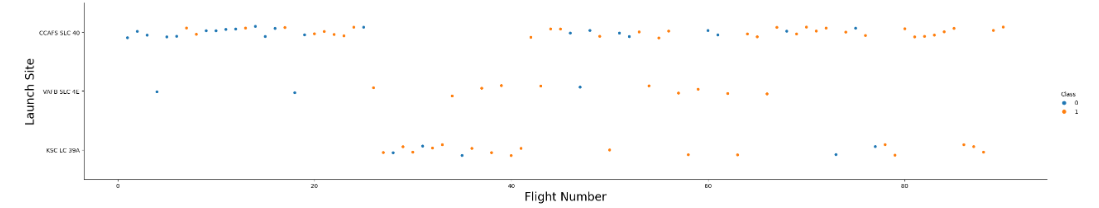 CCAFS SLC 40
VAFB SLC 4E
KSC LC 39A
Launch Site
0
20
40
60
80
Flight Number
Class
0
1